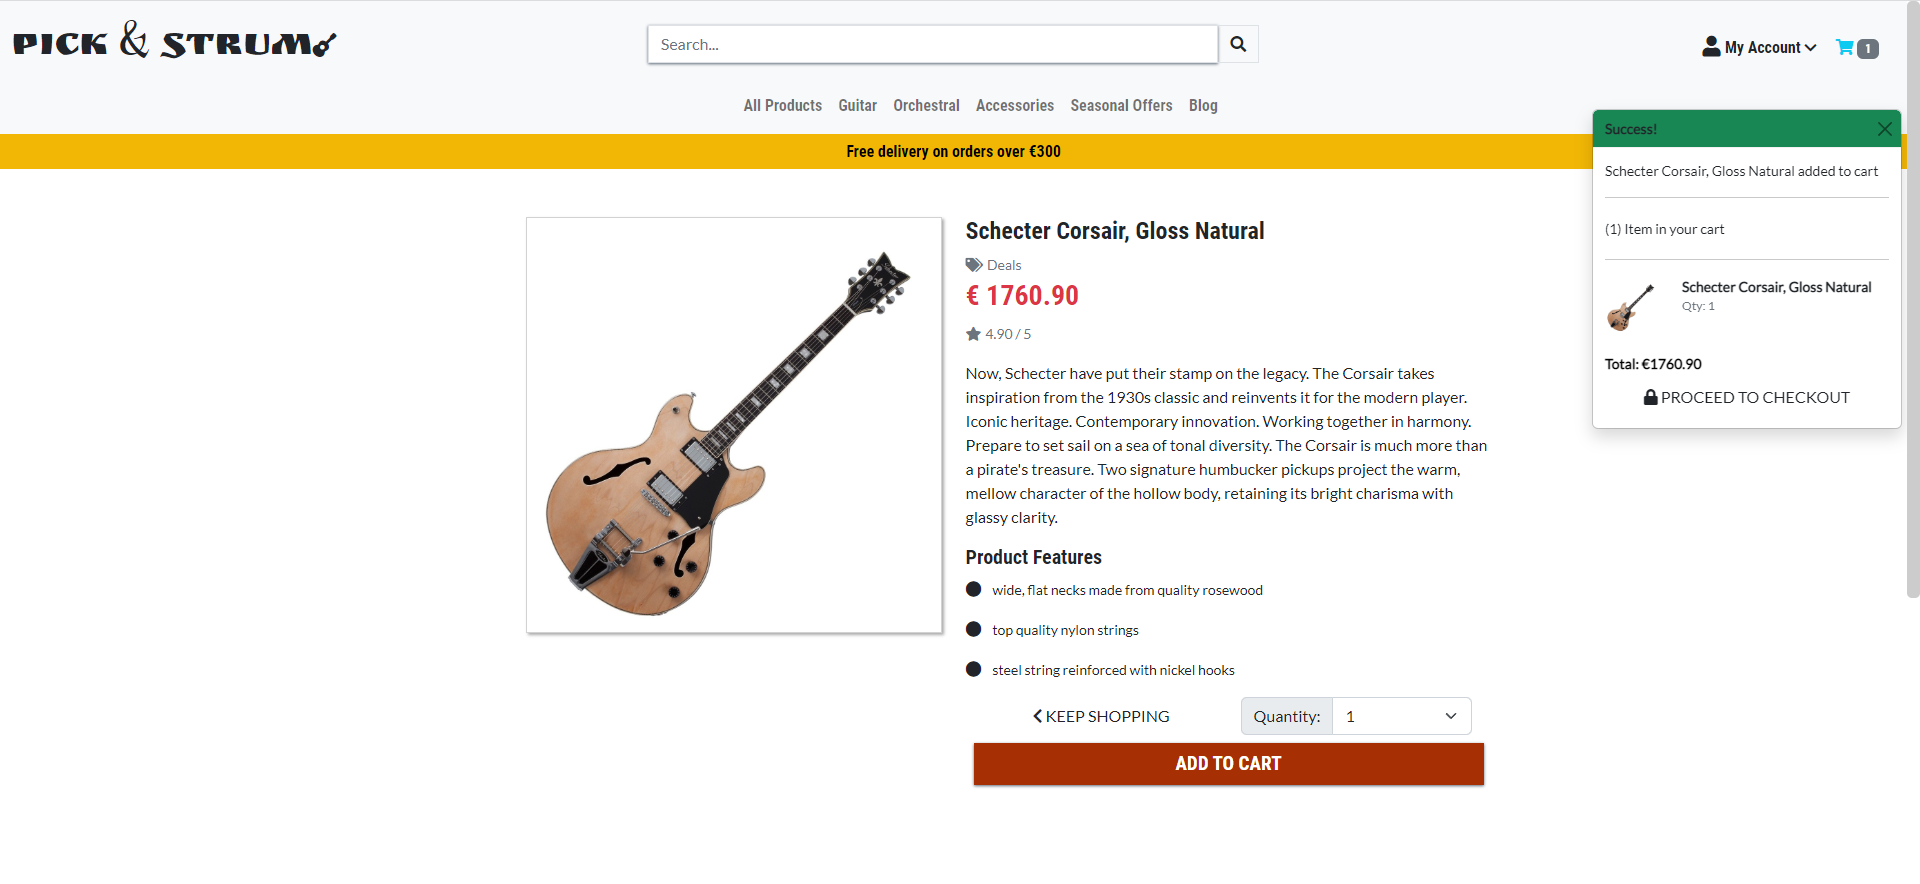 PICK & STRUM
Search...
My Account
1
All Products Guitar Orchestral Accessories Seasonal Offers Blog
Free delivery on orders over €300
Success!
Schecter Corsair, Gloss Natural added to cart
(1) Item in your cart
Schecter Corsair, Gloss Natural
Qty: 1
Total: €1760.90
PROCEED TO CHECKOUT
Schecter Corsair, Gloss Natural
Deals
€ 1760.90
4.90 / 5
Now, Schecter have put their stamp on the legacy. The Corsair takes
inspiration from the 1930s classic and reinvents it for the modern player.
Iconic heritage. Contemporary innovation. Working together in harmony.
Prepare to set sail on a sea of tonal diversity. The Corsair is much more than
a pirate's treasure. Two signature humbucker pickups project the warm,
mellow character of the hollow body, retaining its bright charisma with
glassy clarity.
Product Features
wide, flat necks made from quality rosewood
top quality nylon strings
steel string reinforced with nickel hooks
KEEP SHOPPING
Quantity: 1
ADD TO CART